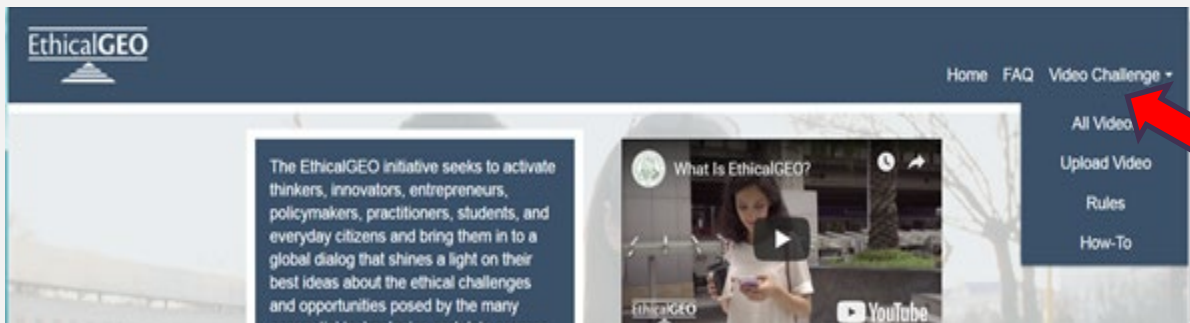 EthicalGEO
Home FAQ Video Challenge
All Video
Upload Video
Rules
How-To
The EthicalGEO initiative seeks to activate
thinkers, innovators, entrepreneurs,
policymakers, practitioners, students, and
everyday citizens and bring them in to a
global dialog that shines a light on their
best ideas about the ethical challenges
and opportunities posed by the many
What Is EthicalGEO?
EthicalGEO
YouTube